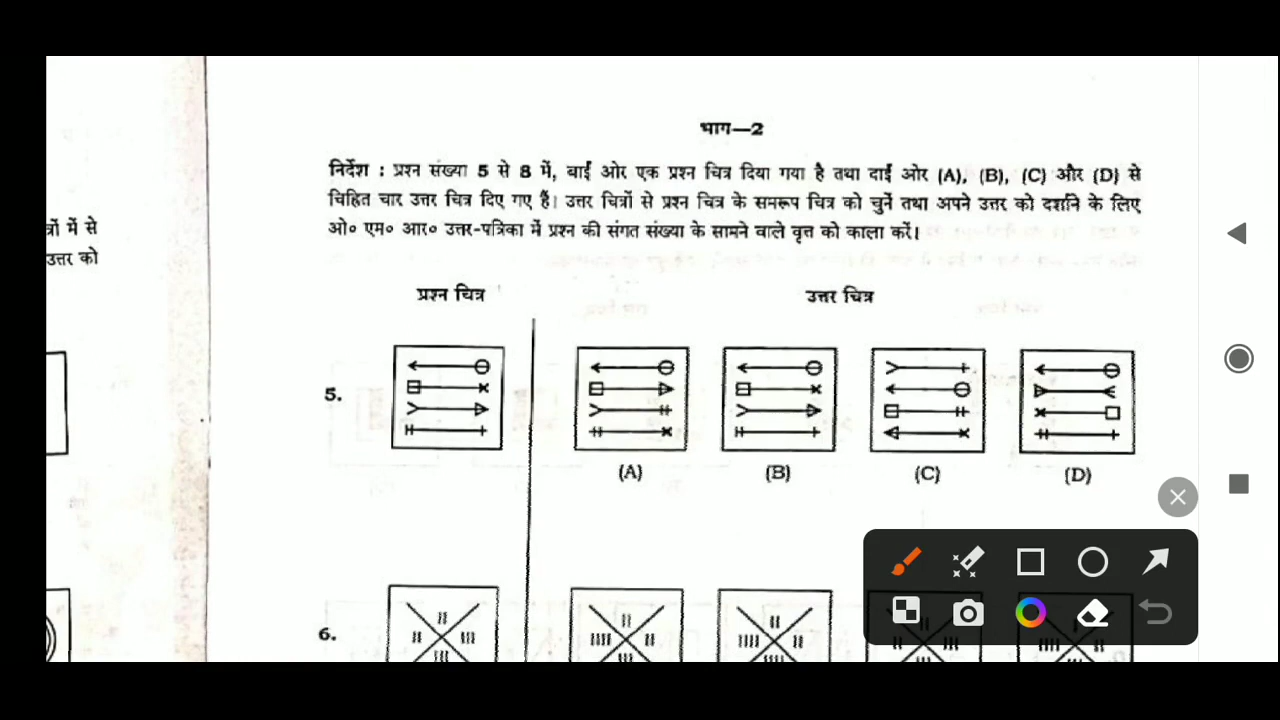 भाग—2
निर्देश : प्रश्न संख्या 5 से 8 में, बाईं ओर एक प्रश्न चित्र दिया गया है तथा दाईं ओर (A), (B), (C) और (D) से
चिह्नित चार उत्तर चित्र दिए गए हैं। उत्तर चित्रों से प्रश्न चित्र के समरूप चित्र को चुनें तथा अपने उत्तर को दर्शाने के लिए
ओ० एम० आर० उत्तर-पत्रिका में प्रश्न की संगत संख्या के सामने वाले वृत्त को काला करें।
में से
उत्तर को
प्रश्न चित्र उत्तर चित्र
5.
(A) (B) (C) (D)
6.